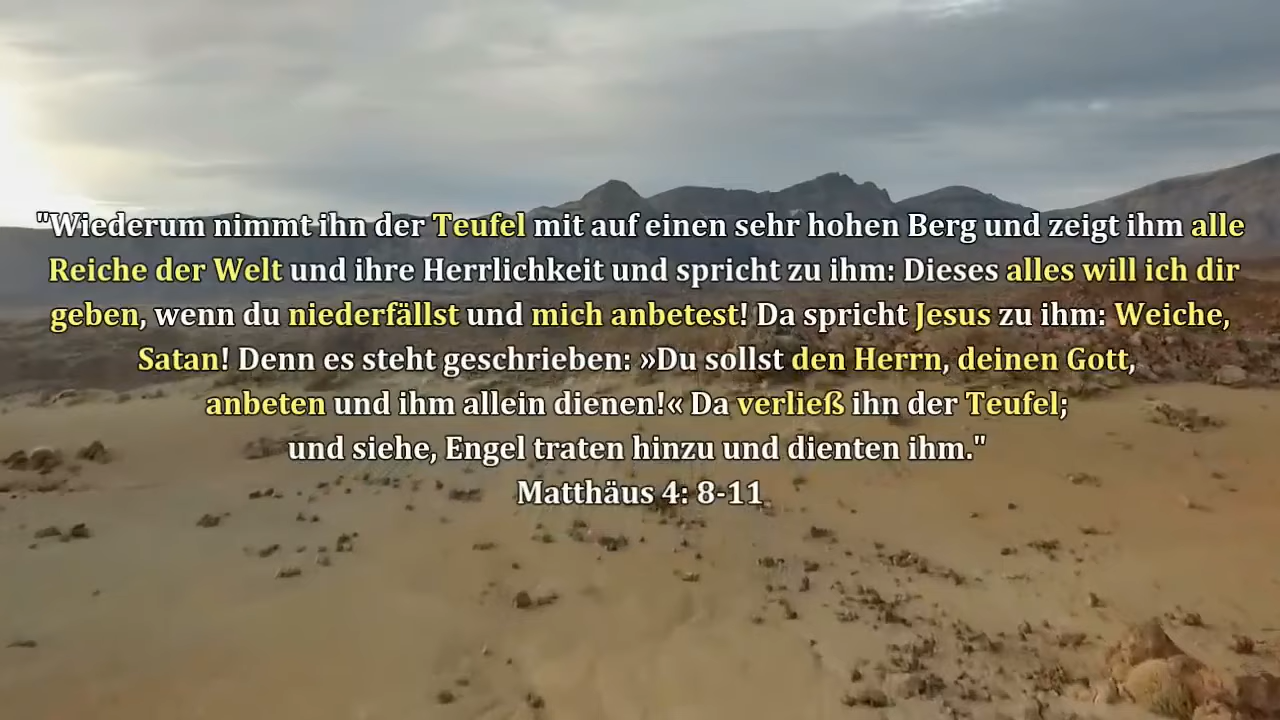 "Wiederum nimmt ihn der Teufel mit auf einen sehr hohen Berg und zeigt ihm alle
Reiche der Welt und ihre Herrlichkeit und spricht zu ihm: Dieses alles will ich dir
geben, wenn du niederfällst und mich anbetest! Da spricht Jesus zu ihm: Weiche,
Satan! Denn es steht geschrieben: »Du sollst den Herrn, deinen Gott,
anbeten und ihm allein dienen!« Da verließ ihn der Teufel;
und siehe, Engel traten hinzu und dienten ihm."
Matthäus 4: 8-11